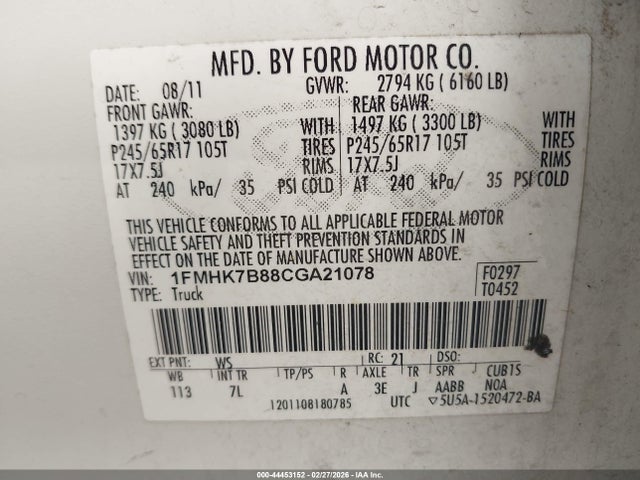 MFD. BY FORD MOTOR CO.
DATE: 08/11 GVWR: 2794 KG ( 6160 LB)
FRONT GAWR: REAR GAWR:
1397 KG ( 3080 LB) WITH 1497 KG ( 3300 LB) WITH
P245/65R17 105T TIRES P245/65R17 105T TIRES
17X7.5J RIMS 17X7.5J RIMS
AT 240 kPa/ 35 PSI COLD AT 240 kPa/ 35 PSI COLD
THIS VEHICLE CONFORMS TO ALL APPLICABLE FEDERAL MOTOR
VEHICLE SAFETY AND THEFT PREVENTION STANDARDS IN
EFFECT ON THE DATE OF MANUFACTURE SHOWN ABOVE.
VIN: 1FMHK7B88CGA21078 F0297
TYPE: Truck T0452
EXT PNT: WS RC: 21 DSO:
WB INT TR TP/PS R AXLE TR SPR CUB1S
113 7L A 3E J AABB NOA
1201108180785 UTC ▽5U5A-1520472-BA
000-44453152 - 02/27/2026 - IAA Inc.